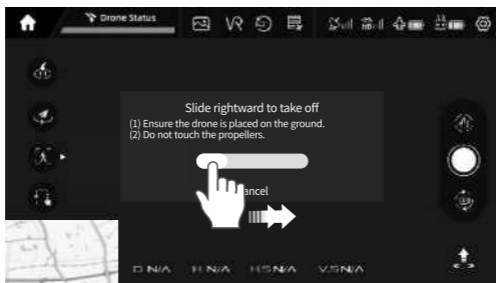 Drone Status
VR
HD
Slide rightward to take off
(1) Ensure the drone is placed on the ground.
(2) Do not touch the propellers.
ancel
D N/A H N/A H.S N/A V.S N/A